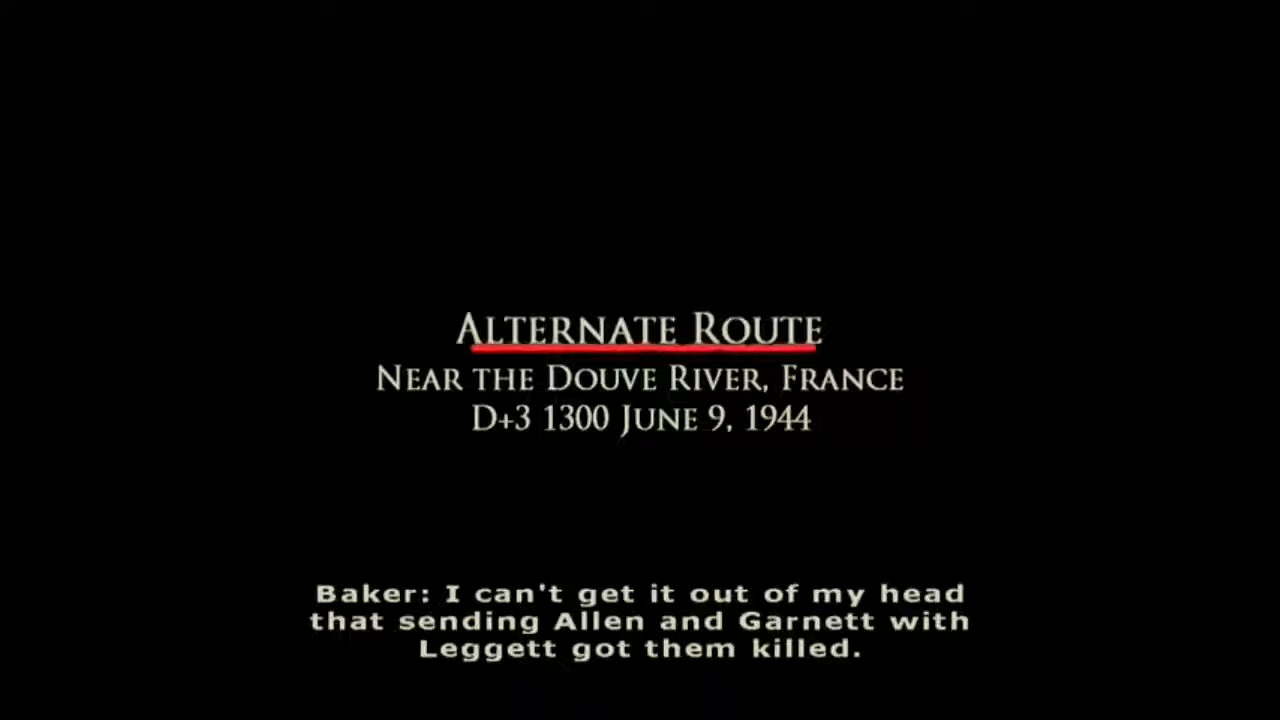 Alternate Route
Near the Douve River, France
D+3 1300 June 9, 1944
Baker: I can't get it out of my head
that sending Allen and Garnett with
Leggett got them killed.